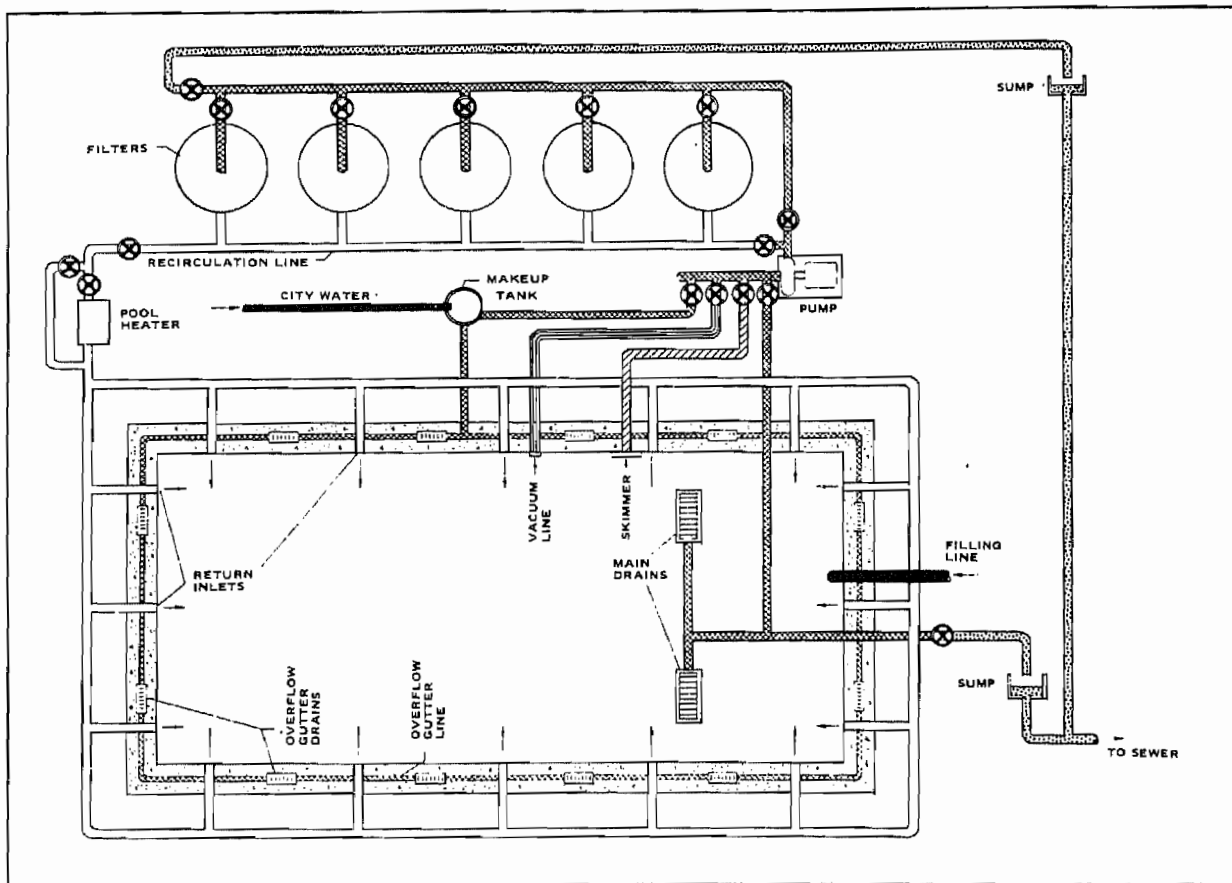 SUMP
FILTERS
RECIRCULATION LINE
MAKEUP
TANK
CITY WATER
POOL
HEATER
PUMP
VACUUM
LINE
SKIMMER
MAIN
DRAINS
FILLING
LINE
RETURN
INLETS
OVERFLOW
GUTTER
DRAINS
OVERFLOW
GUTTER
LINE
SUMP
TO SEWER